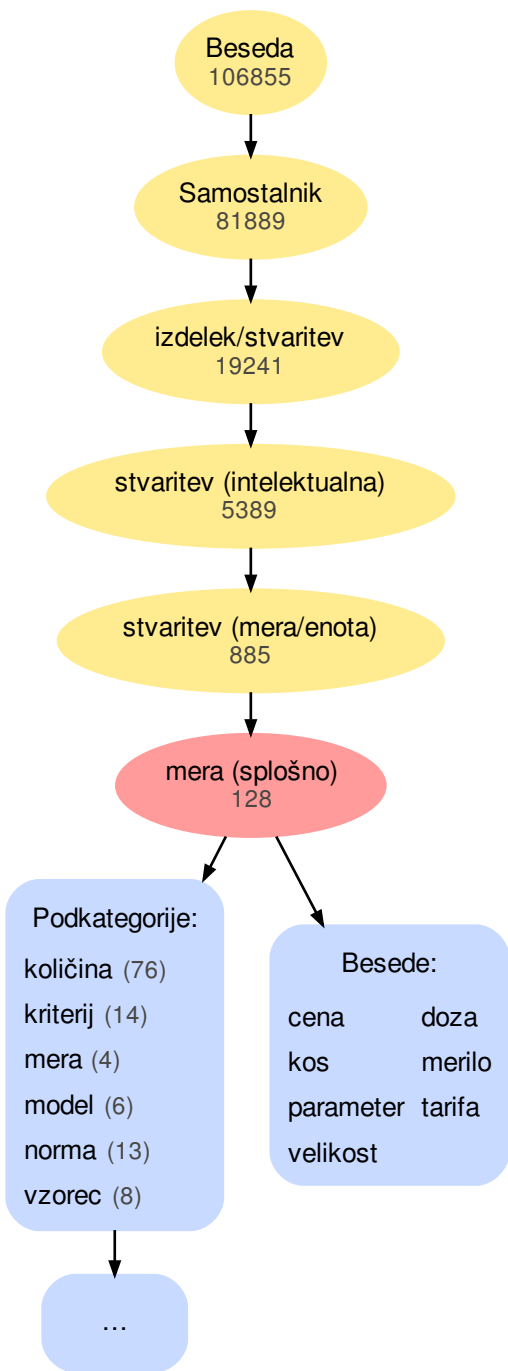 Beseda
106855
Samostalnik
81889
izdelek/stvaritev
19241
stvaritev (intelektualna)
5389
stvaritev (mera/enota)
885
mera (splošno)
128
Podkategorije:
količina (76)
kriterij (14)
mera (4)
model (6)
norma (13)
vzorec (8)
...
Besede:
cena doza
kos merilo
parameter tarifa
velikost